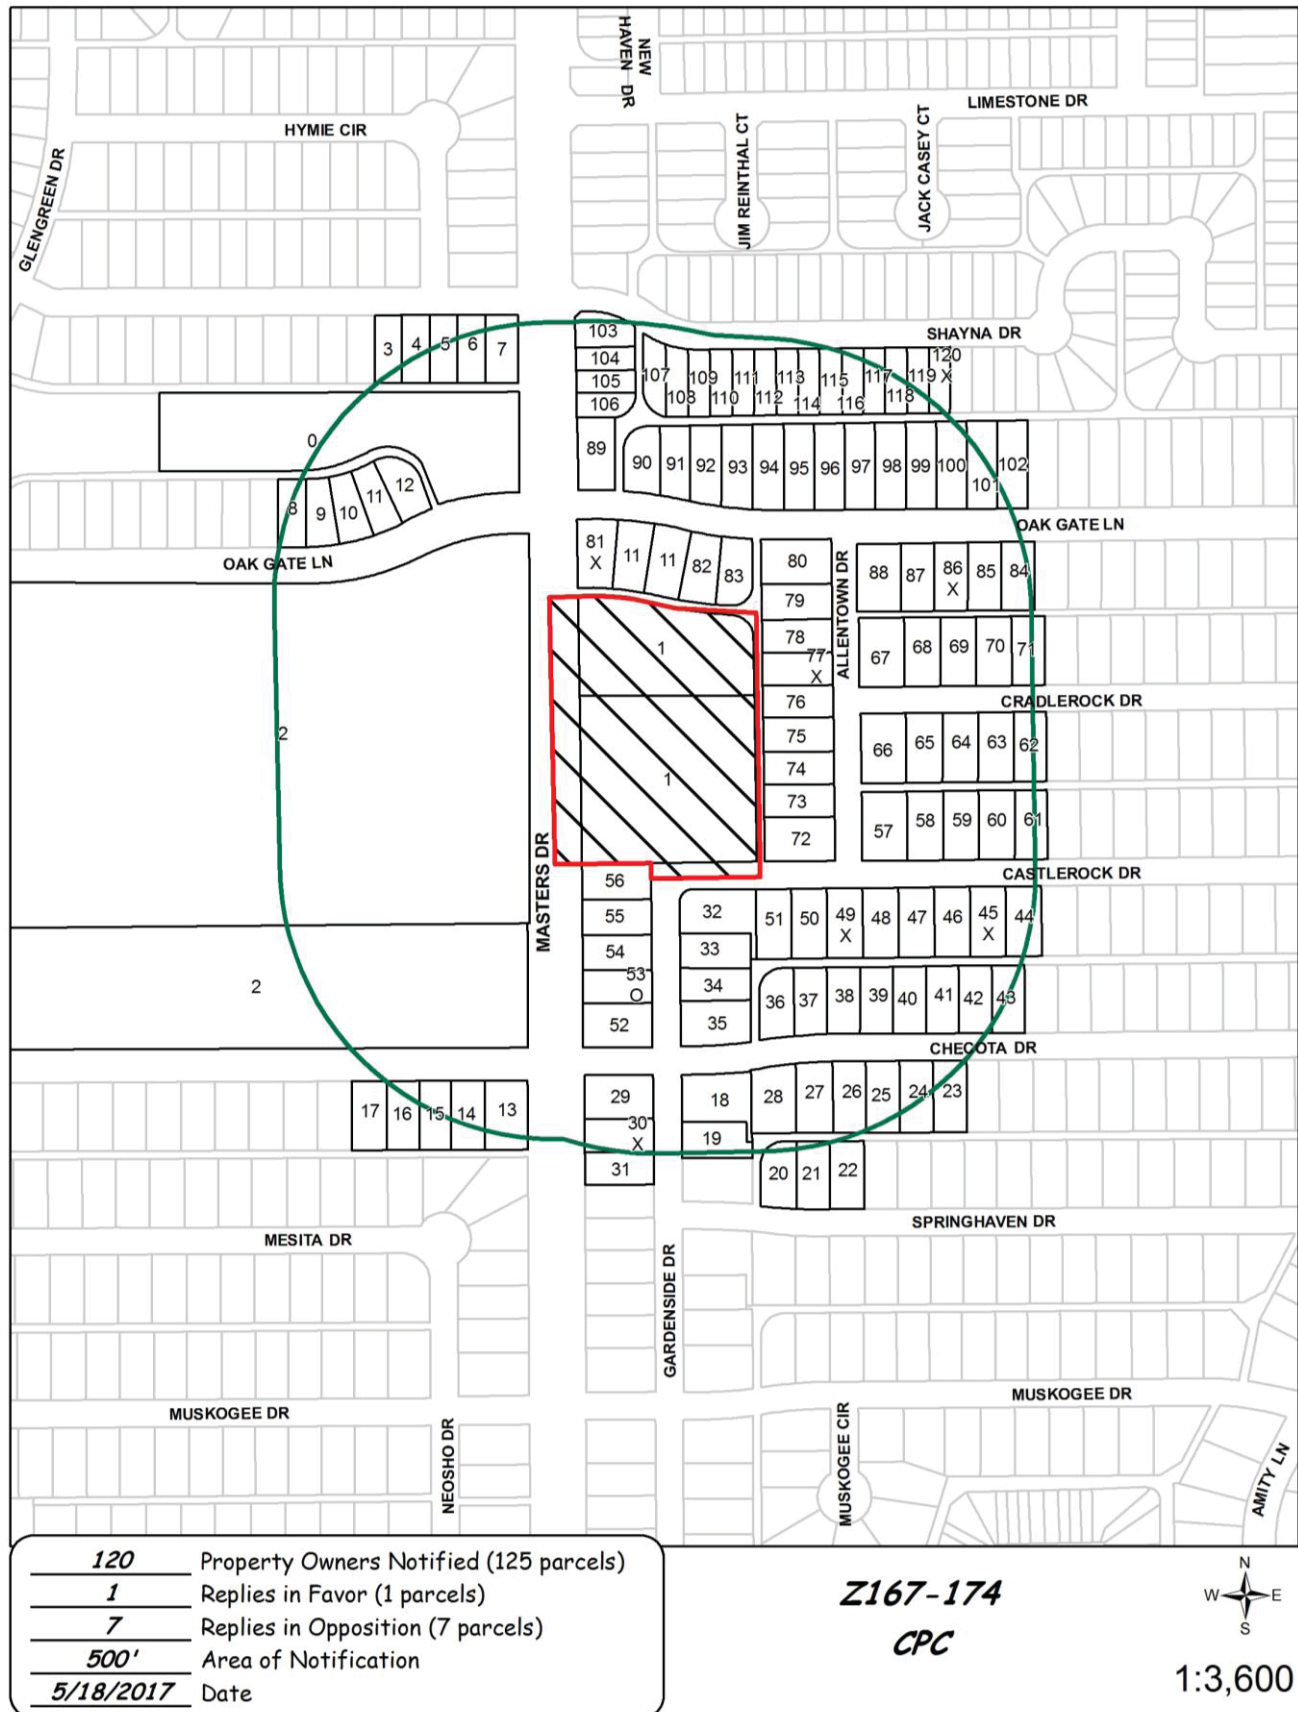 NEW
HAVEN DR
LIMESTONE DR
HYMIE CIR
JIM REINTHAL CT
JACK CASEY CT
GLENGREEN DR
SHAYNA DR
103
104
105
106
3 4 5 6 7
107 109 111 113 115 117 119 120
X
108 110 112 114 116 118
0
89
90 91 92 93 94 95 96 97 98 99 100 101 102
8 9 10 11 12
OAK GATE LN
OAK GATE LN
81 11 11 82 83
X
80
79
78
77
X
76
75
74
73
72
ALLENTOWN DR
88 87 86 85 84
X
67 68 69 70 71
CRADLEROCK DR
1
1
2
2
66 65 64 63 62
57 58 59 60 61
MASTERS DR
CASTLEROCK DR
56
55
54
53
O
52
32
33
34
35
51 50 49 48 47 46 45 44
X X
36 37 38 39 40 41 42 43
CHECOTA DR
17 16 15 14 13
29
30
X
31
18
19
28 27 26 25 24 23
20 21 22
SPRINGHAVEN DR
MESITA DR
GARDENSIDE DR
MUSKOGEE DR
MUSKOGEE DR
NEOSHO DR
MUSKOGEE CIR
AMITY LN
120 Property Owners Notified (125 parcels)
1 Replies in Favor (1 parcels)
7 Replies in Opposition (7 parcels)
500' Area of Notification
5/18/2017 Date
Z167-174
CPC
N
W E
S
1:3,600